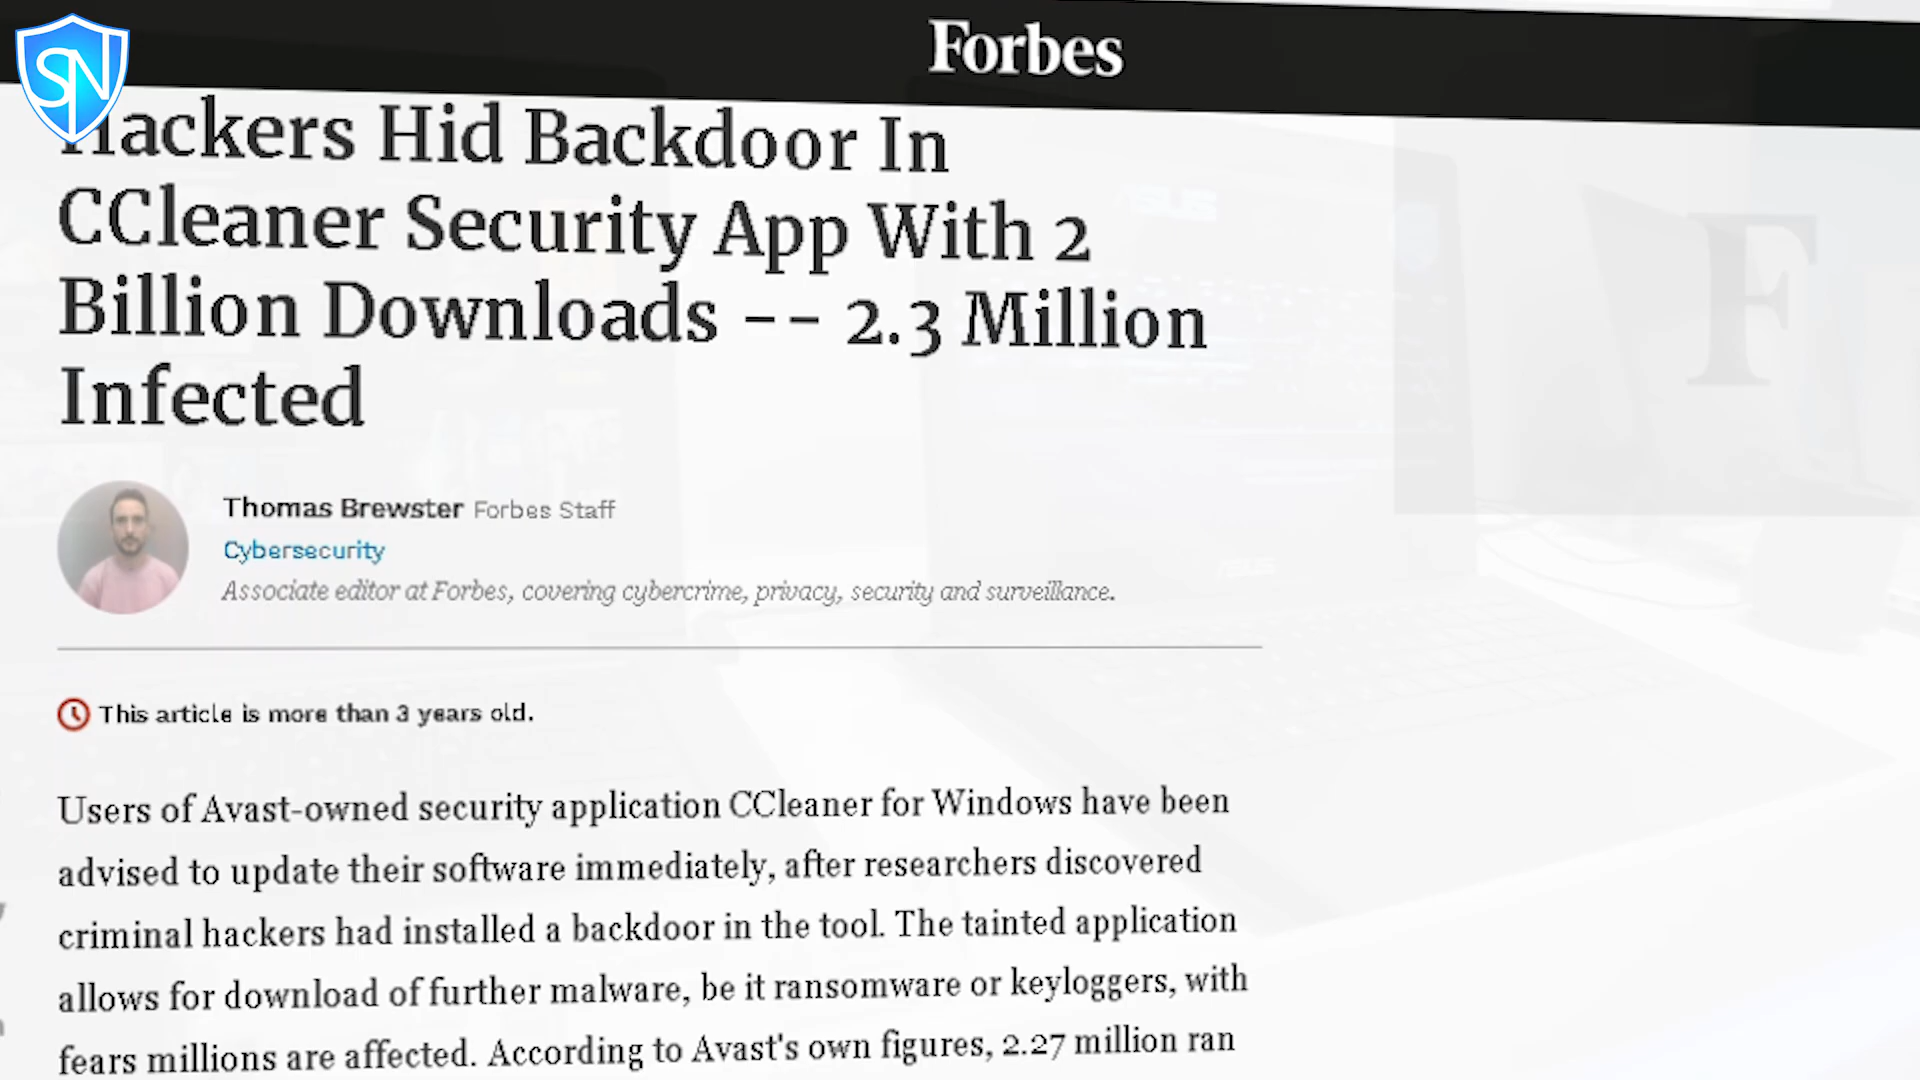 SN
Forbes
Hackers Hid Backdoor In
CCleaner Security App With 2
Billion Downloads -- 2.3 Million
Infected
F
Thomas Brewster Forbes Staff
Cybersecurity
Associate editor at Forbes, covering cybercrime, privacy, security and surveillance.
This article is more than 3 years old.
Users of Avast-owned security application CCleaner for Windows have been
advised to update their software immediately, after researchers discovered
criminal hackers had installed a backdoor in the tool. The tainted application
allows for download of further malware, be it ransomware or keyloggers, with
fears millions are affected. According to Avast's own figures, 2.27 million ran